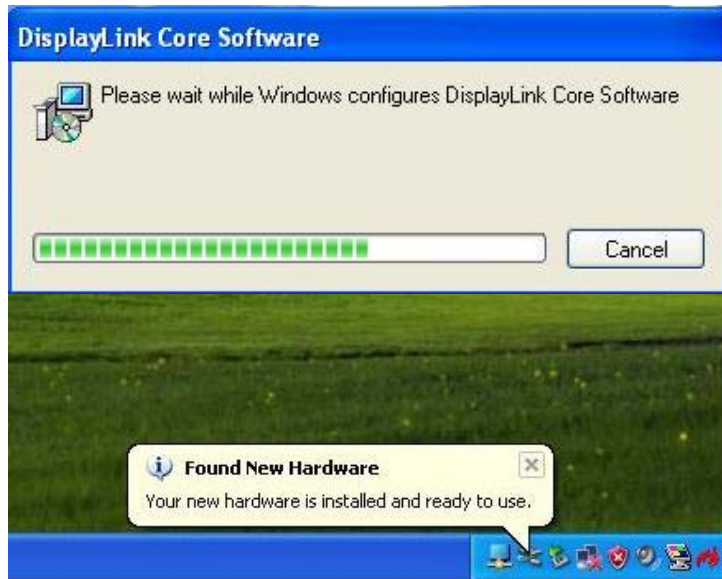 DisplayLink Core Software
Please wait while Windows configures DisplayLink Core Software
Cancel
Found New Hardware
Your new hardware is installed and ready to use.